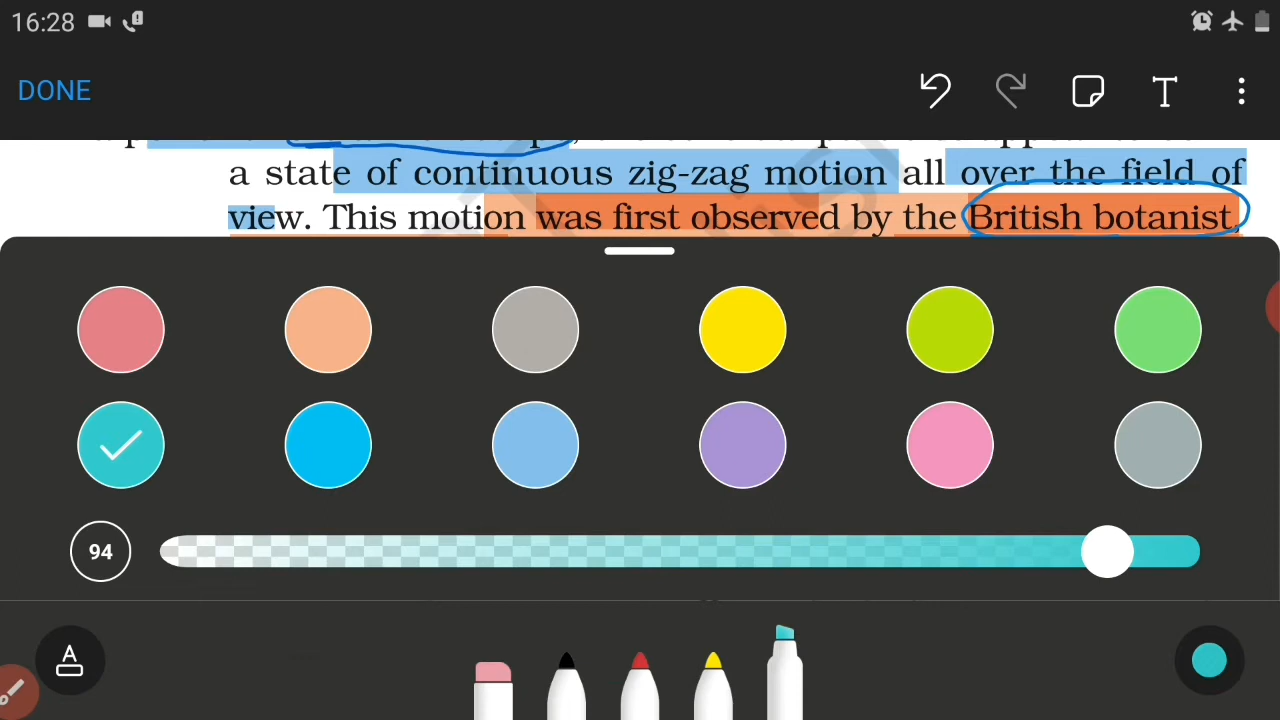 16:28
DONE
T
a state of continuous zig-zag motion all over the field of
view. This motion was first observed by the British botanist,
94
A